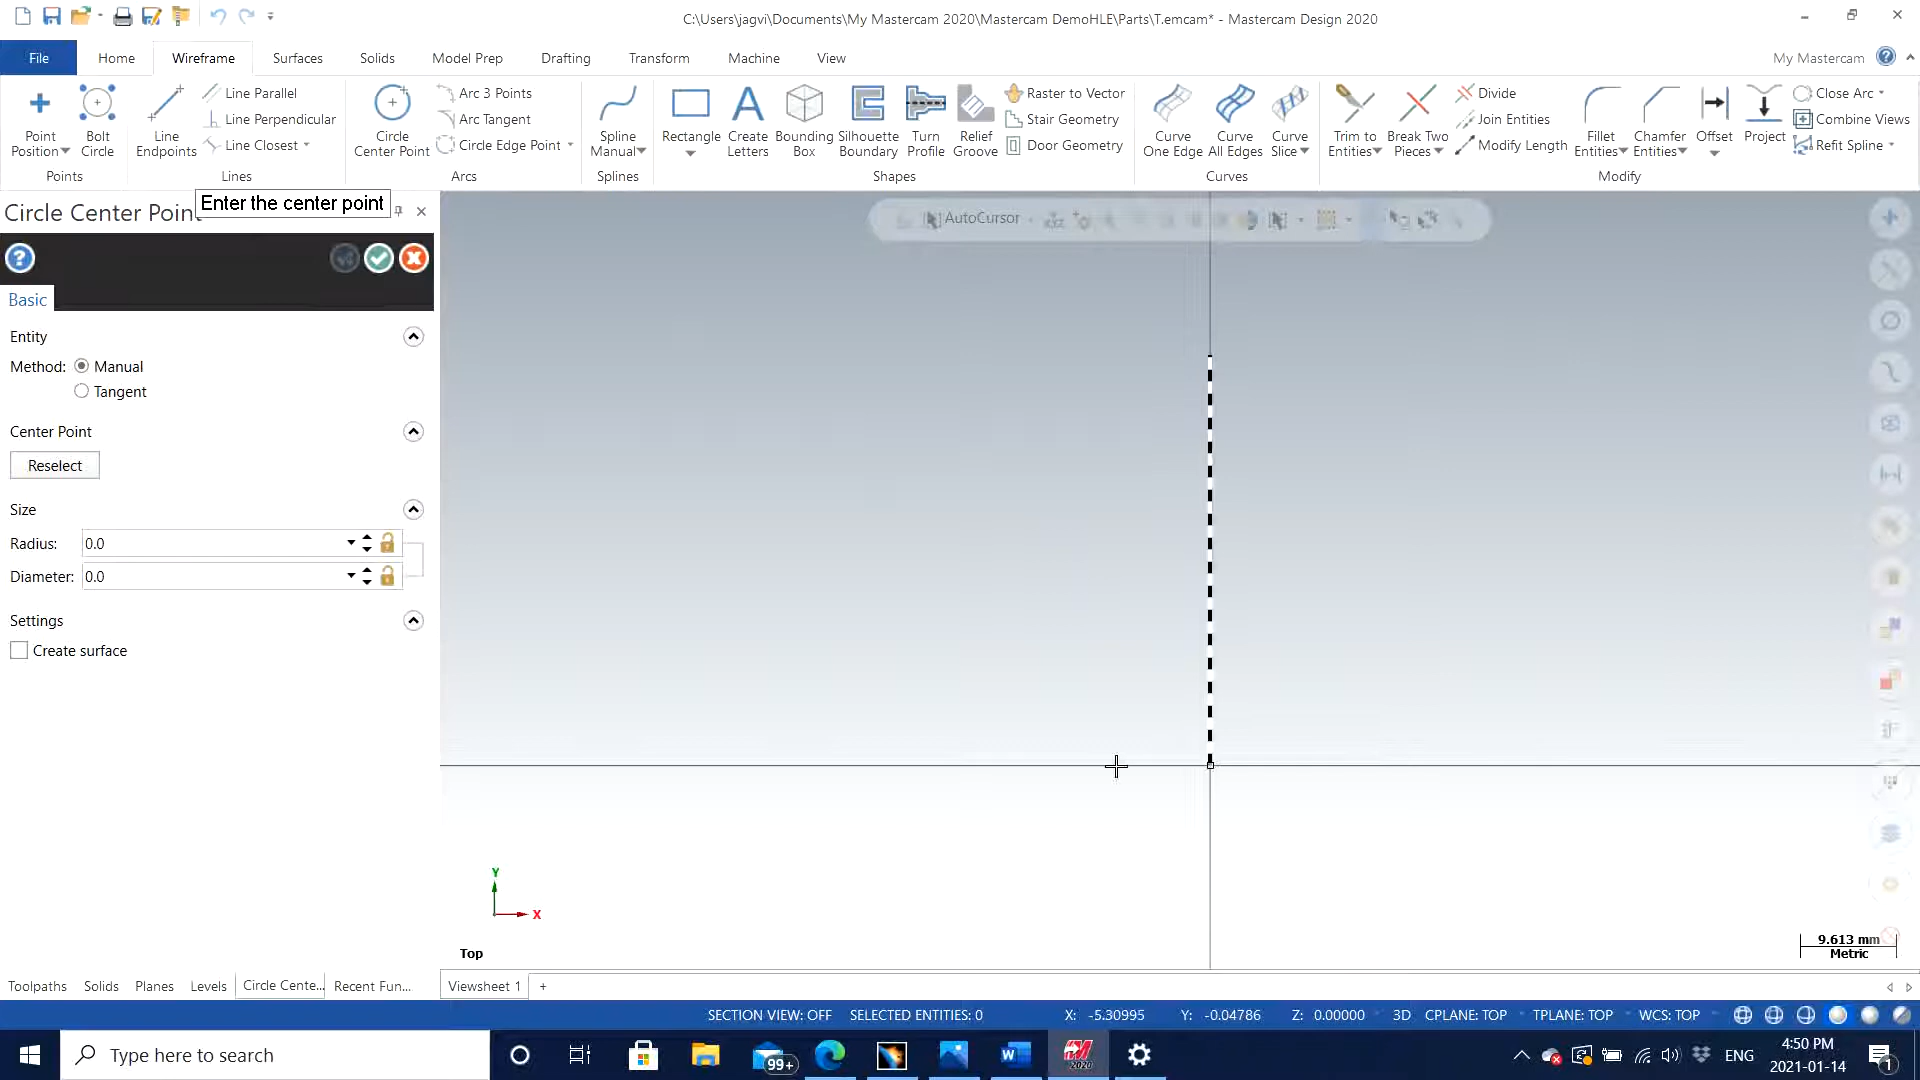 C:\Users\jagvi\Documents\My Mastercam 2020\Mastercam DemoHLE\Parts\T.emcam* - Mastercam Design 2020
File Home Wireframe Surfaces Solids Model Prep Drafting Transform Machine View My Mastercam
Point Position
Bolt Circle
Points
Line Endpoints
Line Parallel
Line Perpendicular
Line Closest
Lines
Circle Center Point
Arc 3 Points
Arc Tangent
Circle Edge Point
Arcs
Spline Manual
Splines
Rectangle
Create Letters
Bounding Box
Silhouette Boundary
Turn Profile
Relief Groove
Raster to Vector
Stair Geometry
Door Geometry
Shapes
Curve One Edge
Curve All Edges
Curve Slice
Curves
Trim to Entities
Break Two Pieces
Divide
Join Entities
Modify Length
Fillet Entities
Chamfer Entities
Offset
Project
Close Arc
Combine Views
Refit Spline
Modify
Circle Center Point
Enter the center point
AutoCursor
Basic
Entity
Method: Manual
Tangent
Center Point
Reselect
Size
Radius: 0.0
Diameter: 0.0
Settings
Create surface
Y
X
Top
9.613 mm
Metric
Toolpaths Solids Planes Levels Circle Cente... Recent Fun...
Viewsheet 1 +
SECTION VIEW: OFF SELECTED ENTITIES: 0 X: -5.30995 Y: -0.04786 Z: 0.00000 3D CPLANE: TOP TPLANE: TOP WCS: TOP
Type here to search
99+
2020
ENG
4:50 PM
2021-01-14
1